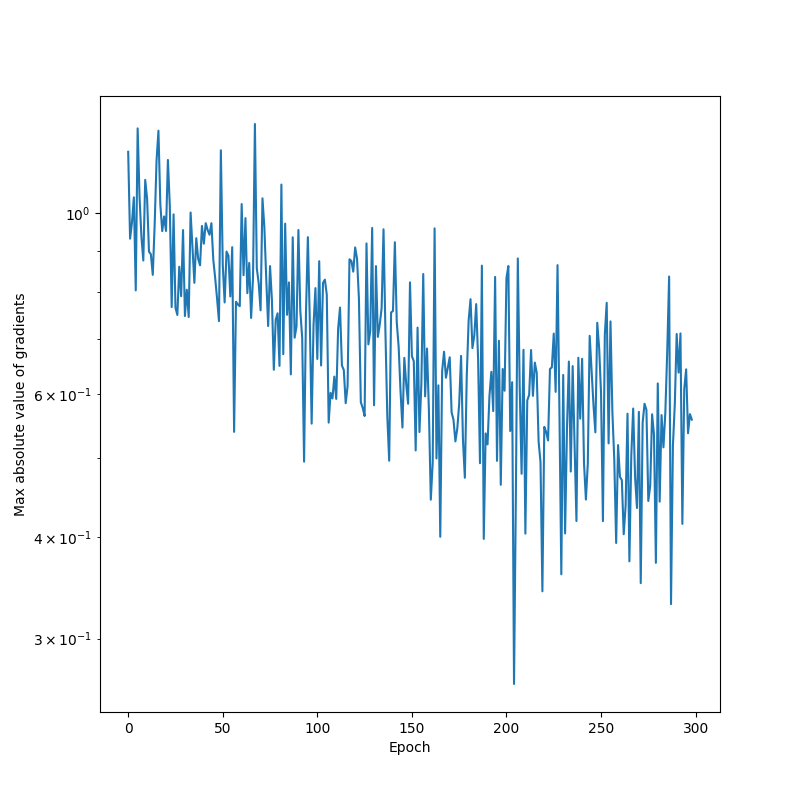 Max absolute value of gradients
10⁰
6 × 10⁻¹
4 × 10⁻¹
3 × 10⁻¹
0 50 100 150 200 250 300
Epoch